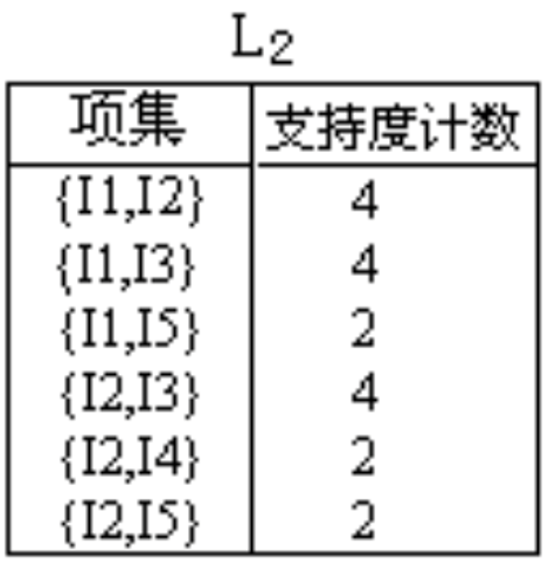 L2
项集 支持度计数
{I1,I2} 4
{I1,I3} 4
{I1,I5} 2
{I2,I3} 4
{I2,I4} 2
{I2,I5} 2